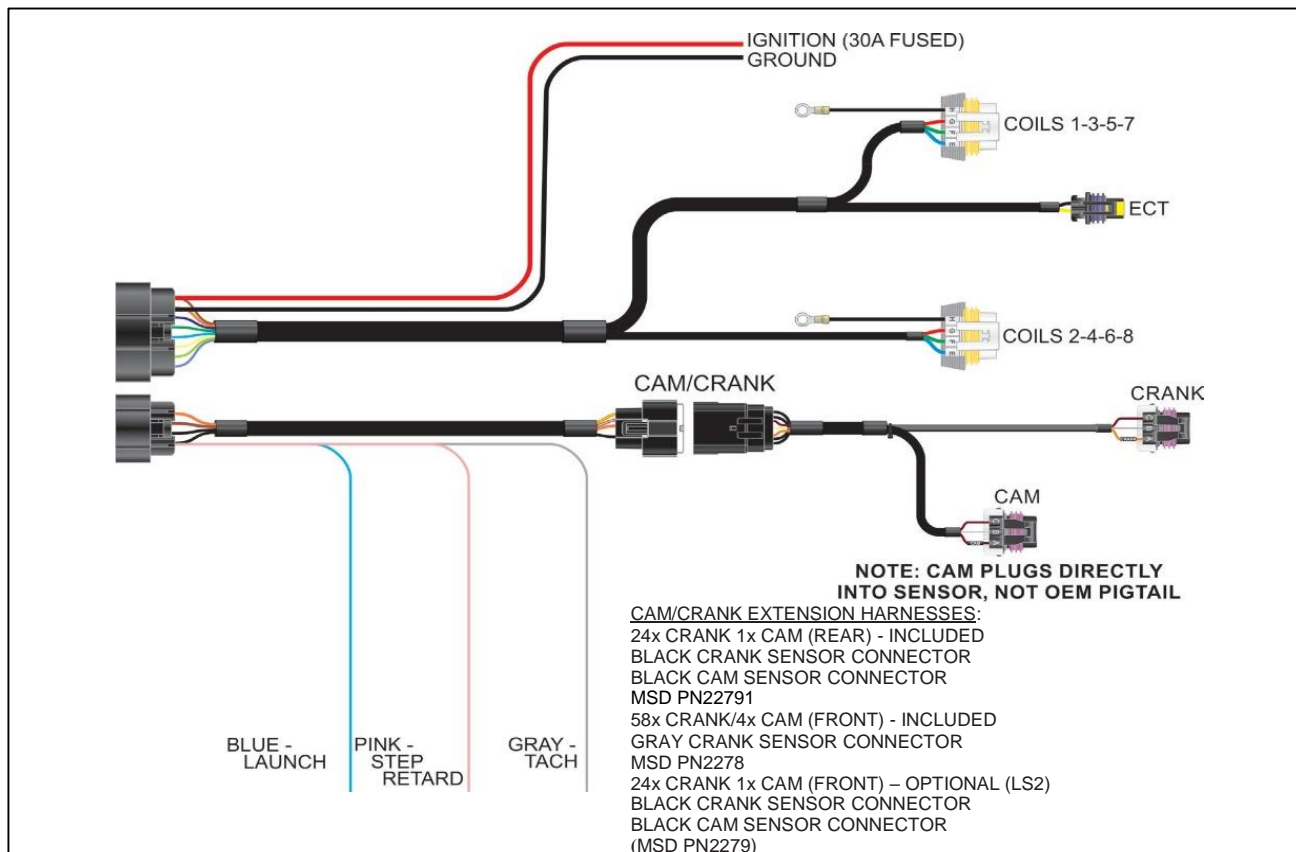 IGNITION (30A FUSED)
GROUND
COILS 1-3-5-7
ECT
COILS 2-4-6-8
CAM/CRANK
CRANK
CAM
NOTE: CAM PLUGS DIRECTLY
INTO SENSOR, NOT OEM PIGTAIL
CAM/CRANK EXTENSION HARNESSES:
24x CRANK 1x CAM (REAR) - INCLUDED
BLACK CRANK SENSOR CONNECTOR
BLACK CAM SENSOR CONNECTOR
MSD PN22791
58x CRANK/4x CAM (FRONT) - INCLUDED
GRAY CRANK SENSOR CONNECTOR
MSD PN2278
24x CRANK 1x CAM (FRONT) – OPTIONAL (LS2)
BLACK CRANK SENSOR CONNECTOR
BLACK CAM SENSOR CONNECTOR
(MSD PN2279)
BLUE -
LAUNCH
PINK -
STEP
RETARD
GRAY -
TACH